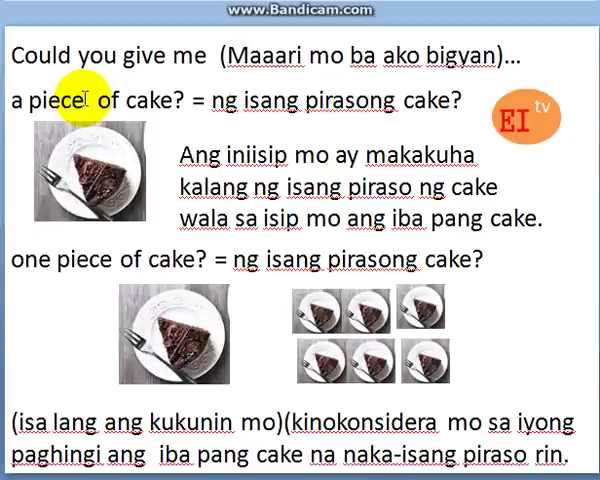 www.Bandicam.com
Could you give me (Maaari mo ba ako bigyan)...
a piece of cake? = ng isang pirasong cake?
EI tv
Ang iniisip mo ay makakuha
kalang ng isang piraso ng cake
wala sa isip mo ang iba pang cake.
one piece of cake? = ng isang pirasong cake?
(isa lang ang kukunin mo)(kinokonsidera mo sa iyong
paghingi ang iba pang cake na naka-isang piraso rin.